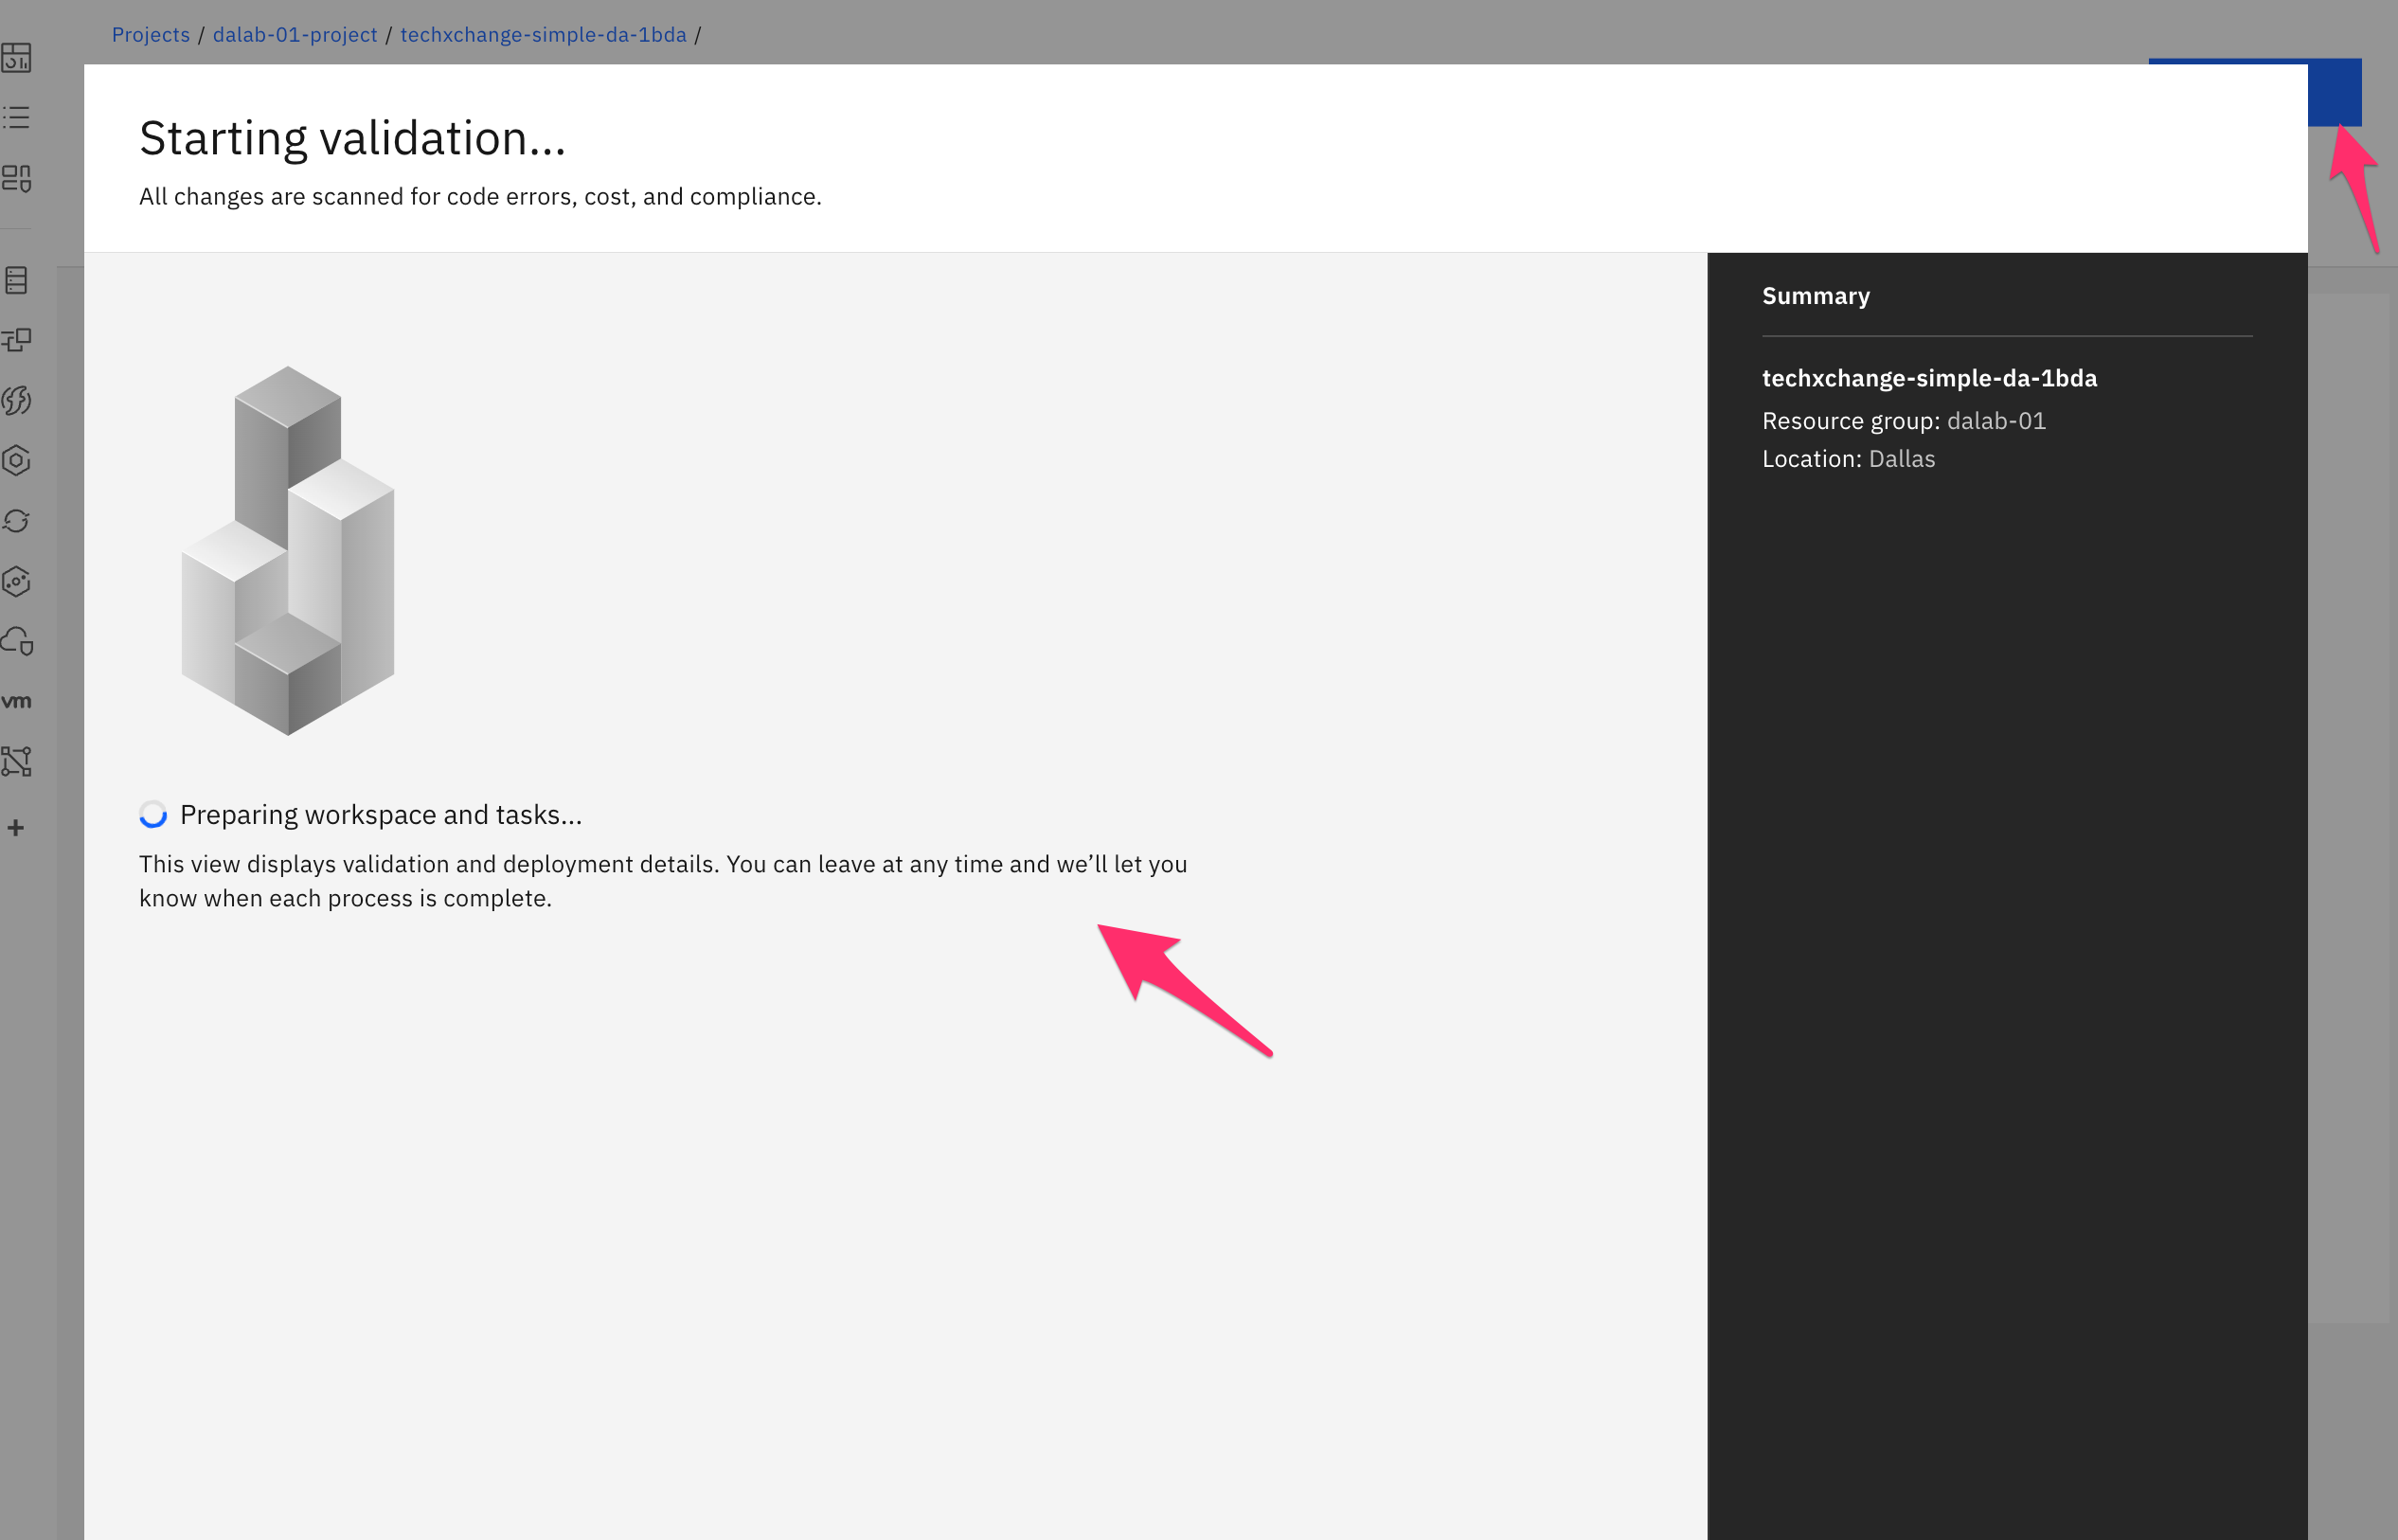 Projects / dalab-01-project / techxchange-simple-da-1bda /
Starting validation...
All changes are scanned for code errors, cost, and compliance.
Summary
techxchange-simple-da-1bda
Resource group: dalab-01
Location: Dallas
vm
Preparing workspace and tasks...
This view displays validation and deployment details. You can leave at any time and we’ll let you
know when each process is complete.